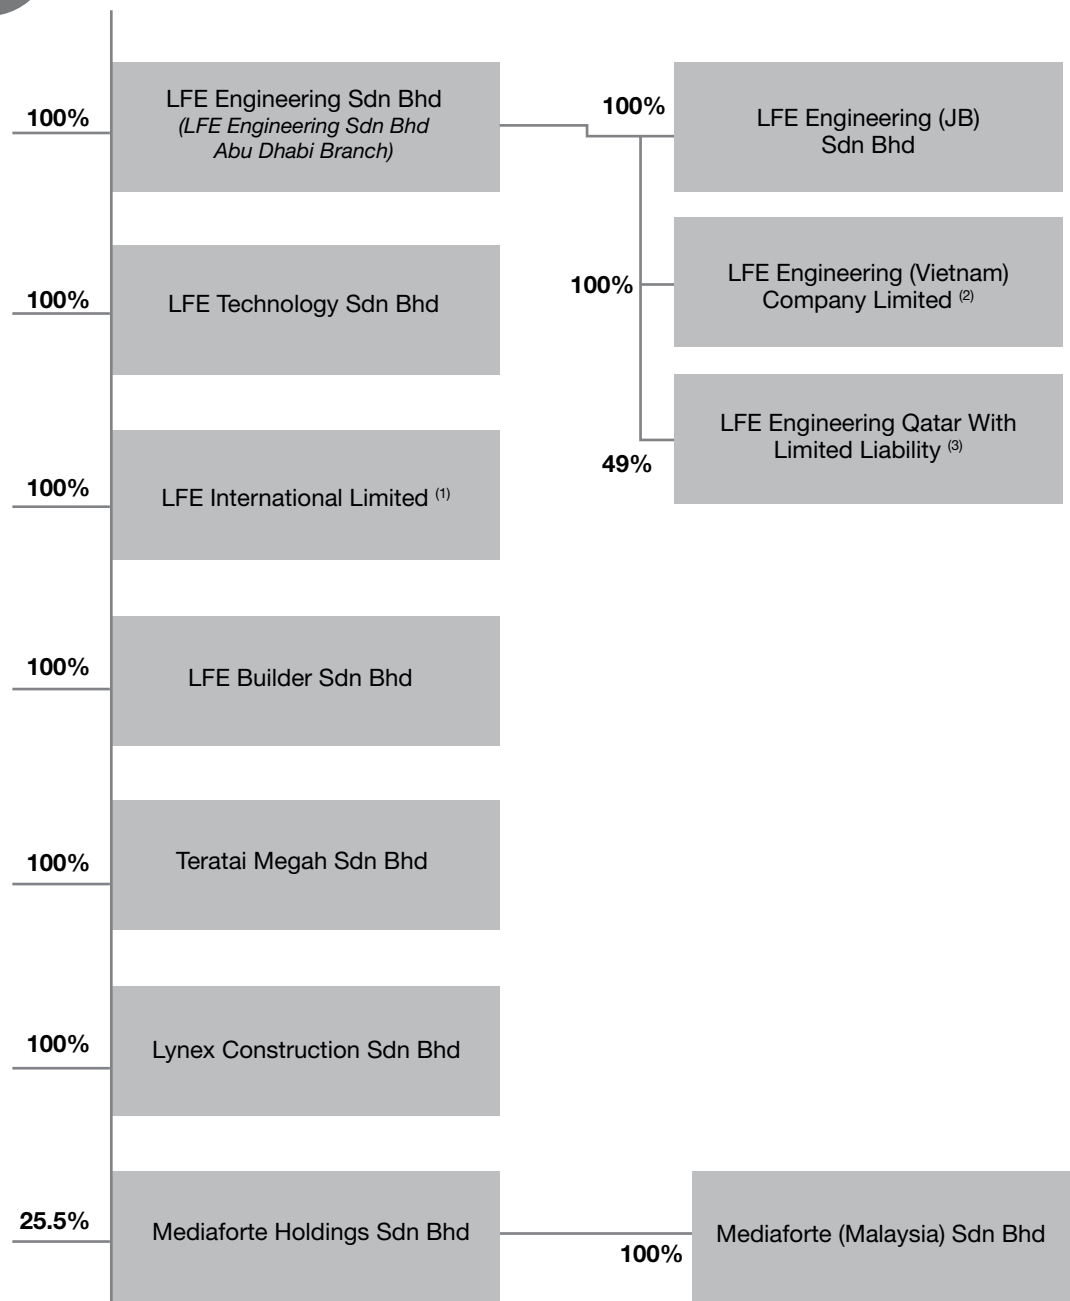 100%
LFE Engineering Sdn Bhd
(LFE Engineering Sdn Bhd
Abu Dhabi Branch)
100%
LFE Engineering (JB)
Sdn Bhd
100%
LFE Engineering (Vietnam)
Company Limited (2)
49%
LFE Engineering Qatar With
Limited Liability (3)
100%
LFE Technology Sdn Bhd
100%
LFE International Limited (1)
100%
LFE Builder Sdn Bhd
100%
Teratai Megah Sdn Bhd
100%
Lynex Construction Sdn Bhd
25.5%
Mediaforte Holdings Sdn Bhd
100%
Mediaforte (Malaysia) Sdn Bhd